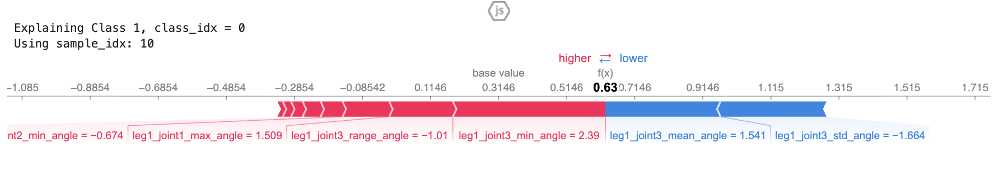 js
Explaining Class 1, class_idx = 0
Using sample_idx: 10
higher ⇄ lower
base value f(x)
−1.085 −0.8854 −0.6854 −0.4854 −0.2854 −0.08542 0.1146 0.3146 0.5146 0.63 0.7146 0.9146 1.115 1.315 1.515 1.715
int2_min_angle = −0.674 leg1_joint1_max_angle = 1.509 leg1_joint3_range_angle = −1.01 leg1_joint3_min_angle = 2.39 leg1_joint3_mean_angle = 1.541 leg1_joint3_std_angle = −1.664